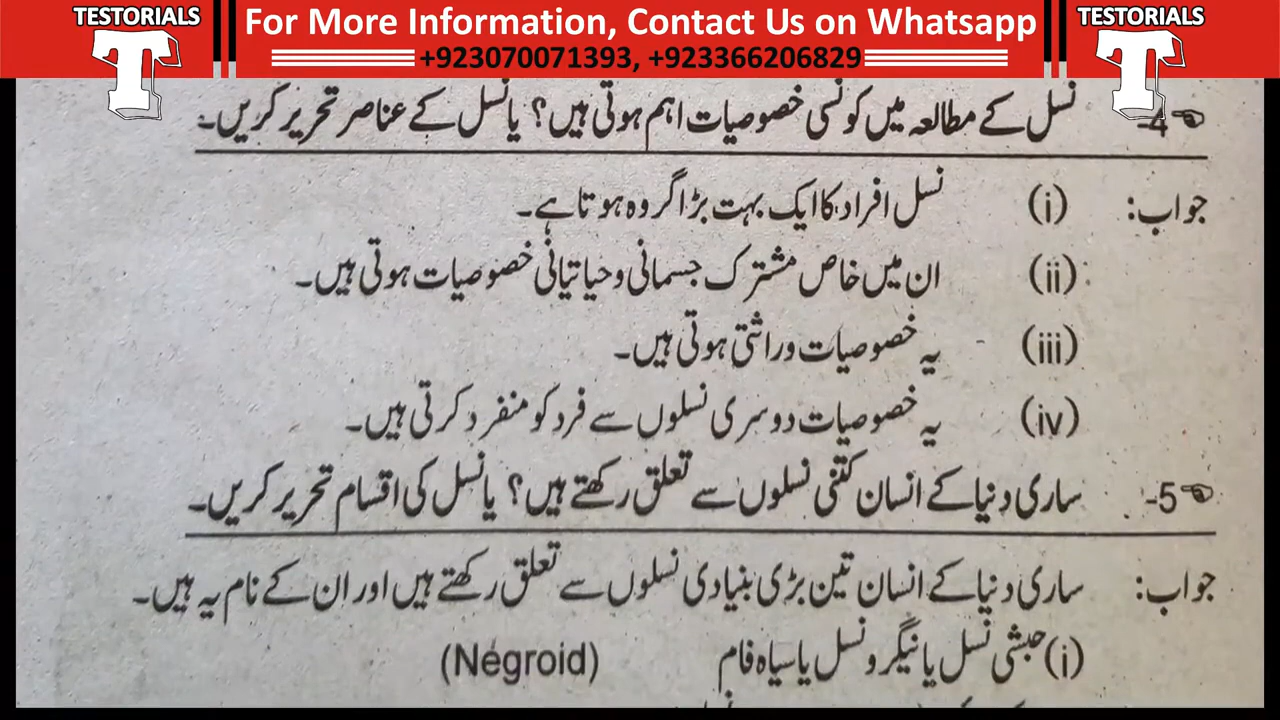 TESTORIALS
For More Information, Contact Us on Whatsapp
+923070071393, +923366206829
TESTORIALS
T
T
4- نسل کے مطالعہ میں کونسی خصوصیات اہم ہوتی ہیں؟ یا نسل کے عناصر تحریر کریں۔
جواب: (i) نسل افراد کا ایک بہت بڑا گروہ ہوتا ہے۔
(ii) ان میں خاص مشترک جسمانی و حیاتیاتی خصوصیات ہوتی ہیں۔
(iii) یہ خصوصیات وراثتی ہوتی ہیں۔
(iv) یہ خصوصیات دوسری نسلوں سے فرد کو منفرد کرتی ہیں۔
5- ساری دنیا کے انسان کتنی نسلوں سے تعلق رکھتے ہیں؟ یا نسل کی اقسام تحریر کریں۔
جواب: ساری دنیا کے انسان تین بڑی بنیادی نسلوں سے تعلق رکھتے ہیں اور ان کے نام یہ ہیں۔
(i) حبشی نسل یا نیگرو نسل یا سیاہ فام (Negroid)